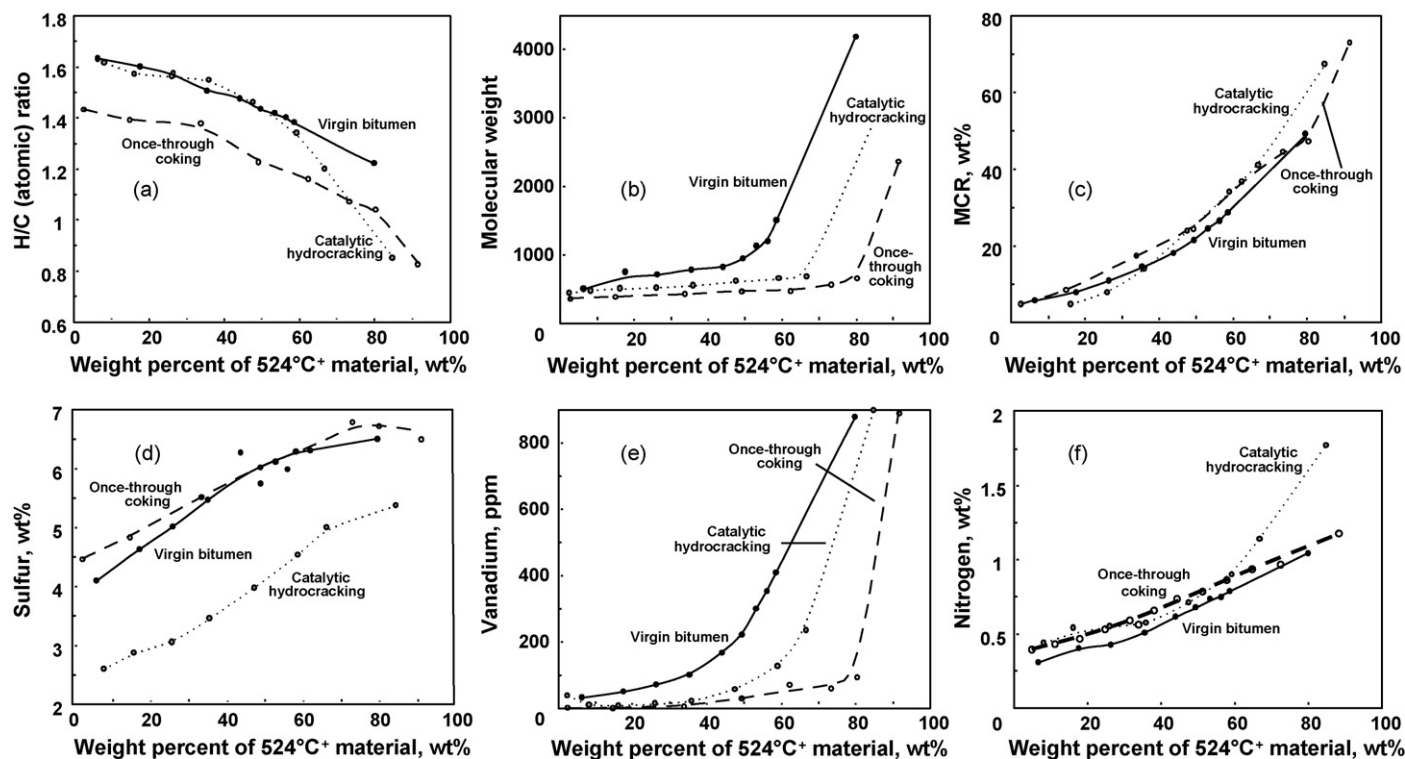 1.8
1.6
1.4
1.2
1
0.8
0.6
H/C (atomic) ratio
Virgin bitumen
Once-through
coking
(a)
Catalytic
hydrocracking
0 20 40 60 80 100
Weight percent of 524°C⁺ material, wt%
4000
3000
2000
1000
0
Molecular weight
Catalytic
hydrocracking
(b)
Virgin bitumen
Once-
through
coking
0 20 40 60 80 100
Weight percent of 524°C⁺ material, wt%
80
60
40
20
MCR, wt%
Catalytic
hydrocracking
(c)
Once-through
coking
Virgin bitumen
0 20 40 60 80 100
Weight percent of 524°C⁺ material, wt%
7
6
5
4
3
2
Sulfur, wt%
(d)
Once-through
coking
Virgin bitumen
Catalytic
hydrocracking
0 20 40 60 80 100
Weight percent of 524°C⁺ material, wt%
800
600
400
200
0
Vanadium, ppm
(e)
Once-through
coking
Catalytic
hydrocracking
Virgin bitumen
0 20 40 60 80 100
Weight percent of 524°C⁺ material, wt%
2
1.5
1
0.5
0
Nitrogen, wt%
(f)
Catalytic
hydrocracking
Once-through
coking
Virgin bitumen
0 20 40 60 80 100
Weight percent of 524°C⁺ material, wt%